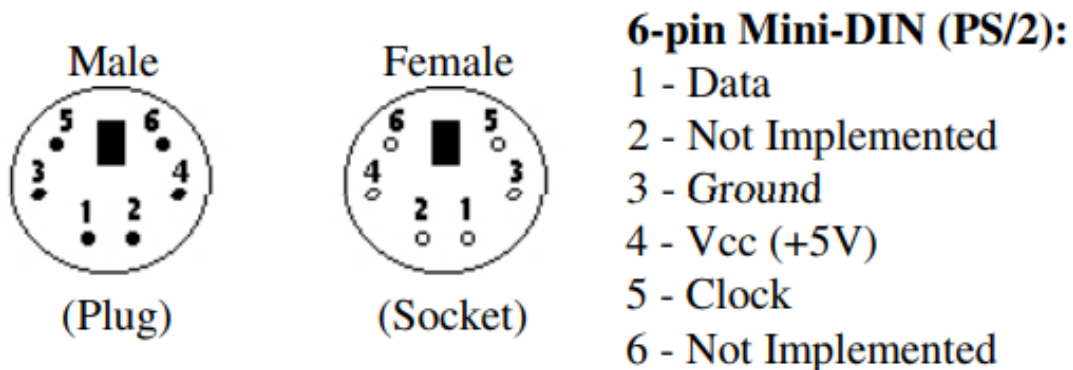 Male
5 6
3 4
1 2
(Plug)
Female
6 5
4 3
2 1
(Socket)
6-pin Mini-DIN (PS/2):
1 - Data
2 - Not Implemented
3 - Ground
4 - Vcc (+5V)
5 - Clock
6 - Not Implemented